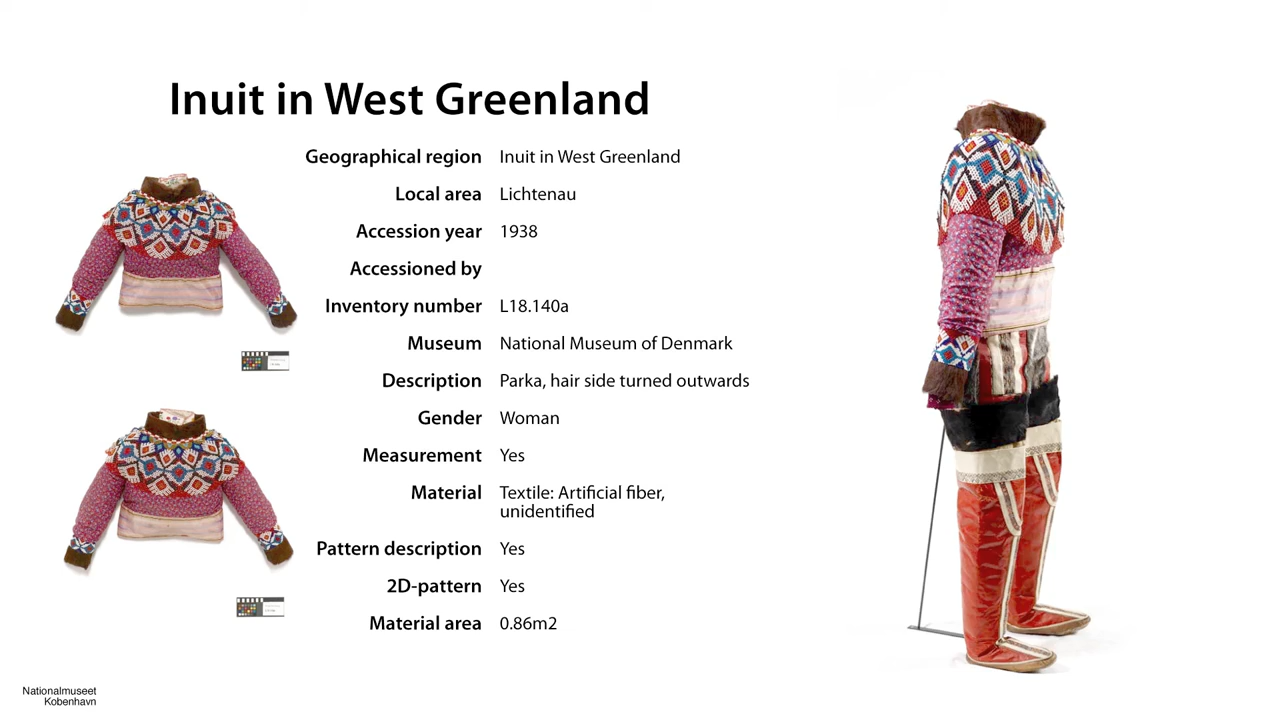 Inuit in West Greenland
Geographical region Inuit in West Greenland
Local area Lichtenau
Accession year 1938
Accessioned by
Inventory number L18.140a
Museum National Museum of Denmark
Description Parka, hair side turned outwards
Gender Woman
Measurement Yes
Material Textile: Artificial fiber,
unidentified
Pattern description Yes
2D-pattern Yes
Material area 0.86m2
Nationalmuseet
Kobenhavn